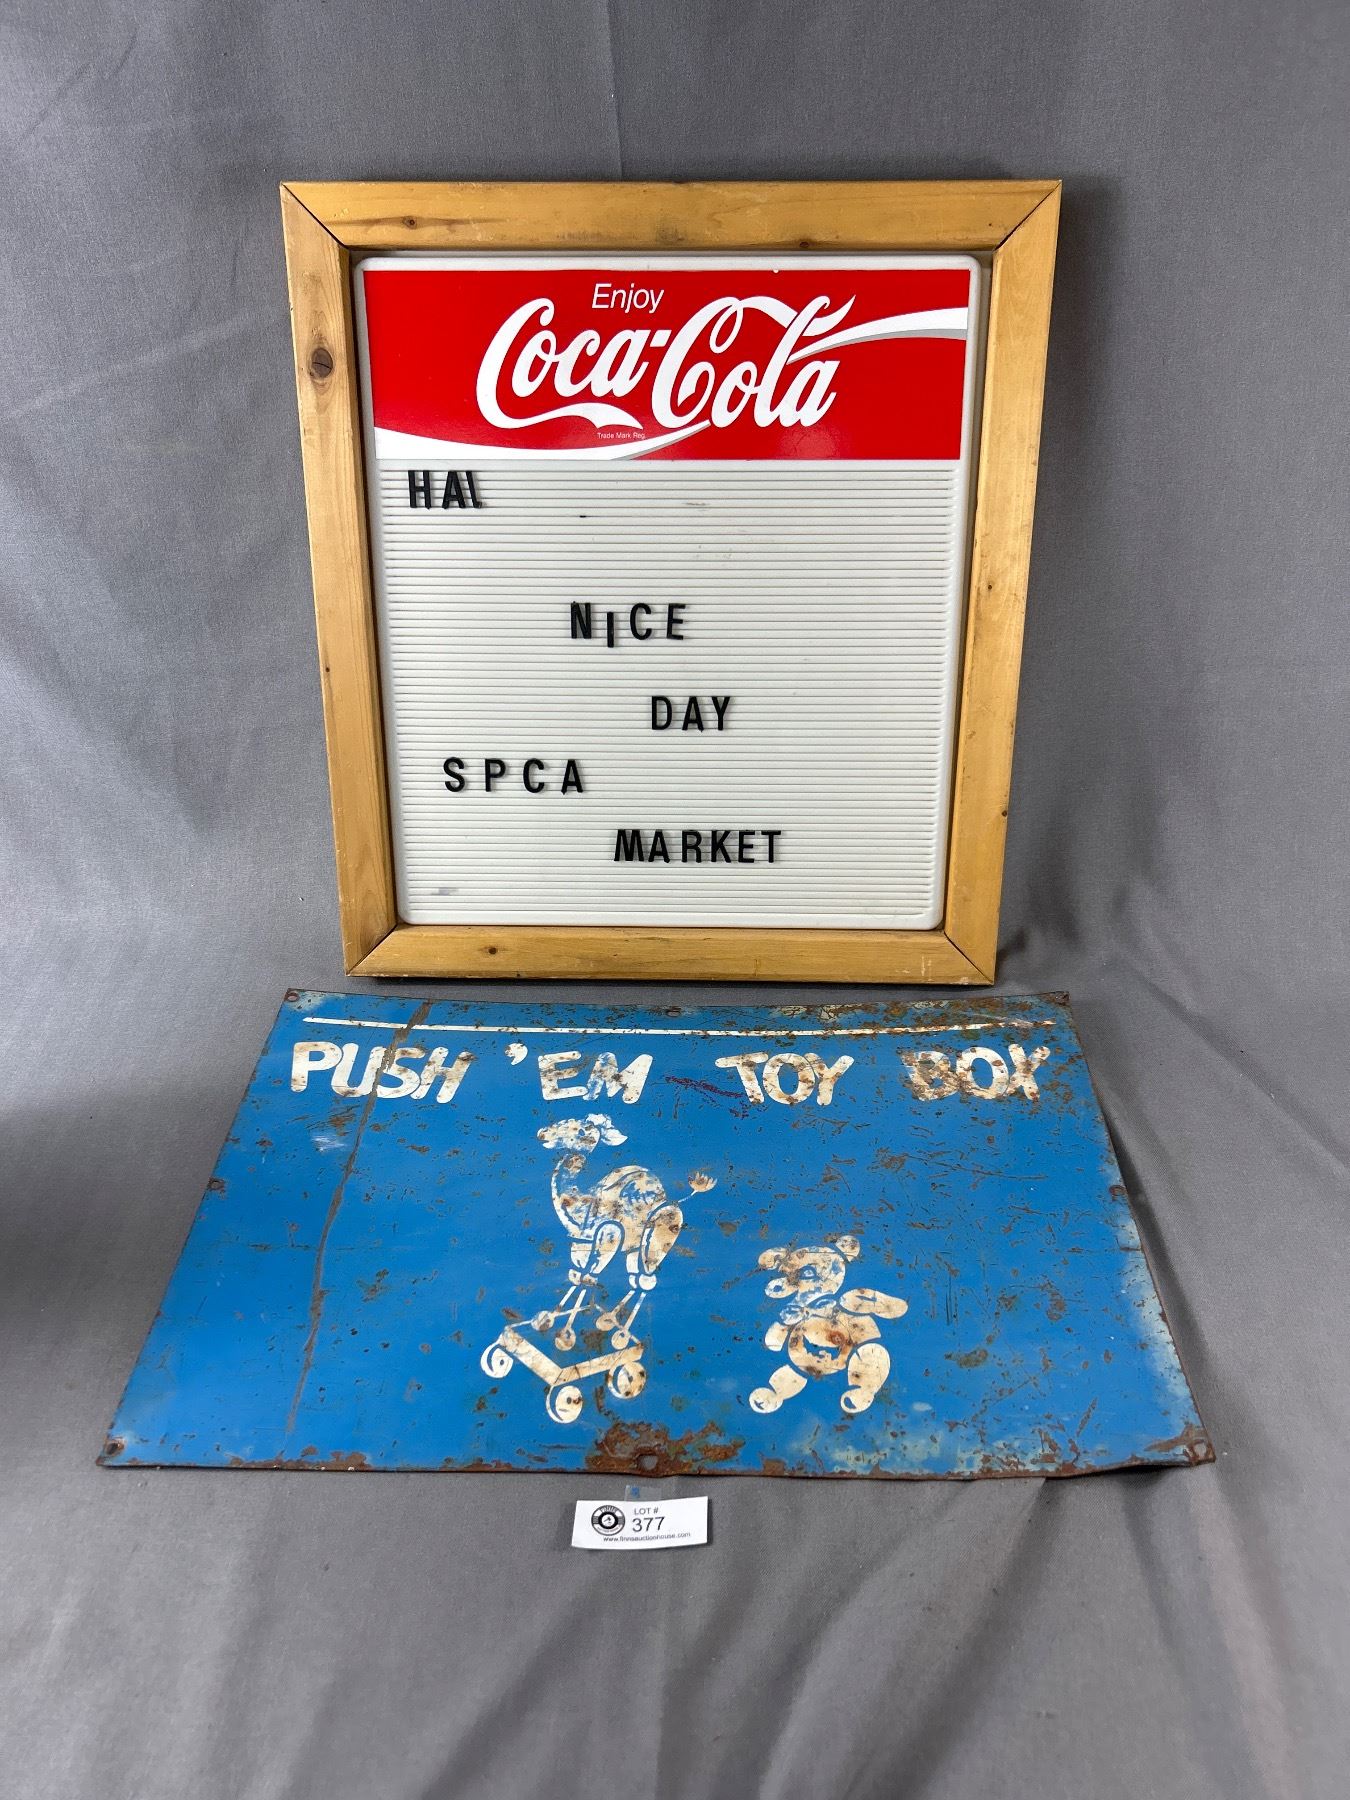 Enjoy
Coca-Cola
Trade Mark Reg.
HA\
NICE
DAY
SPCA
MARKET
PUSH 'EM TOY BOX
LOT #
377
www.finnsauctionhouse.com